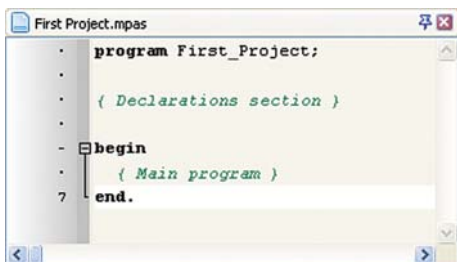 First Project.mpas
program First_Project;
{ Declarations section }
begin
{ Main program }
7 end.